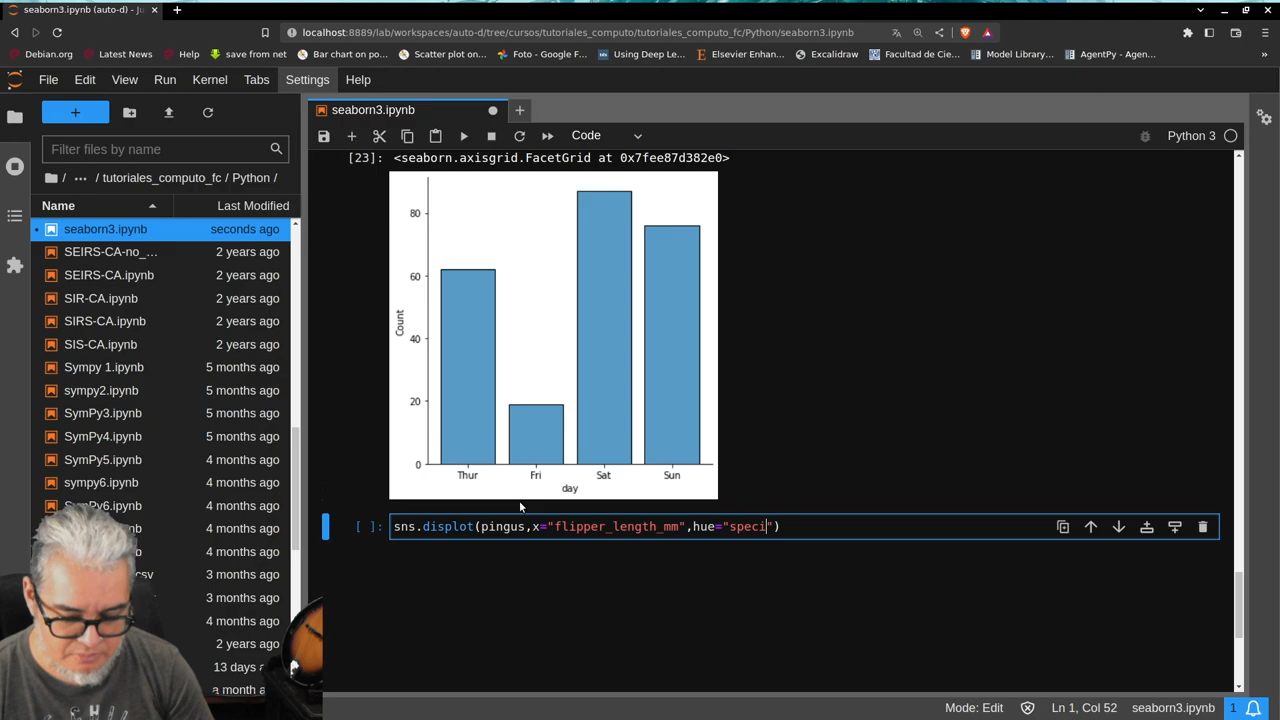 seaborn3.ipynb (auto-d) - Ju
localhost:8889/lab/workspaces/auto-d/tree/cursos/tutoriales_computo/tutoriales_computo_fc/Python/seaborn3.ipynb
Debian.org
Latest News
Help
save from net
Bar chart on po...
Scatter plot on...
Foto - Google F...
Using Deep Le...
Elsevier Enhan...
Excalidraw
Facultad de Cie...
Model Library...
AgentPy - Agen...
File
Edit
View
Run
Kernel
Tabs
Settings
Help
seaborn3.ipynb
Code
Python 3
Filter files by name
/ ... / tutoriales_computo_fc / Python /
Name
Last Modified
seaborn3.ipynb seconds ago
SEIRS-CA-no_... 2 years ago
SEIRS-CA.ipynb 2 years ago
SIR-CA.ipynb 2 years ago
SIRS-CA.ipynb 2 years ago
SIS-CA.ipynb 2 years ago
Sympy 1.ipynb 5 months ago
sympy2.ipynb 5 months ago
SymPy3.ipynb 5 months ago
SymPy4.ipynb 5 months ago
SymPy5.ipynb 4 months ago
sympy6.ipynb 4 months ago
4 months ago
4 months ago
4 months ago
csv 3 months ago
3 months ago
4 months ago
2 years ago
13 days
a month
[23]: <seaborn.axisgrid.FacetGrid at 0x7fee87d382e0>
80
60
40
20
0
Count
Thur Fri Sat Sun
day
[ ]: sns.displot(pingus,x="flipper_length_mm",hue="speci")
Mode: Edit
Ln 1, Col 52
seaborn3.ipynb
1